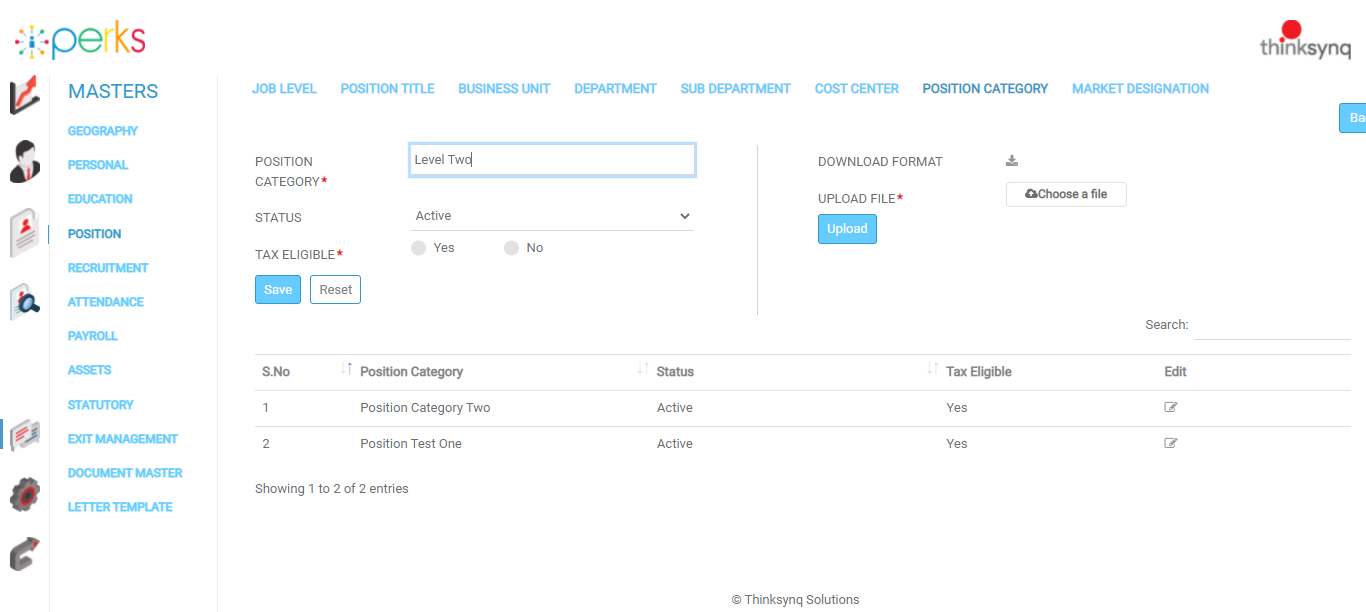 perks
thinksynq
MASTERS
GEOGRAPHY
PERSONAL
EDUCATION
POSITION
RECRUITMENT
ATTENDANCE
PAYROLL
ASSETS
STATUTORY
EXIT MANAGEMENT
DOCUMENT MASTER
LETTER TEMPLATE
JOB LEVEL POSITION TITLE BUSINESS UNIT DEPARTMENT SUB DEPARTMENT COST CENTER POSITION CATEGORY MARKET DESIGNATION
POSITION
CATEGORY* Level Two
STATUS Active
TAX ELIGIBLE* Yes No
Save Reset
DOWNLOAD FORMAT
UPLOAD FILE* Choose a file
Upload
Search:
S.No Position Category Status Tax Eligible Edit
1 Position Category Two Active Yes
2 Position Test One Active Yes
Showing 1 to 2 of 2 entries
© Thinksynq Solutions